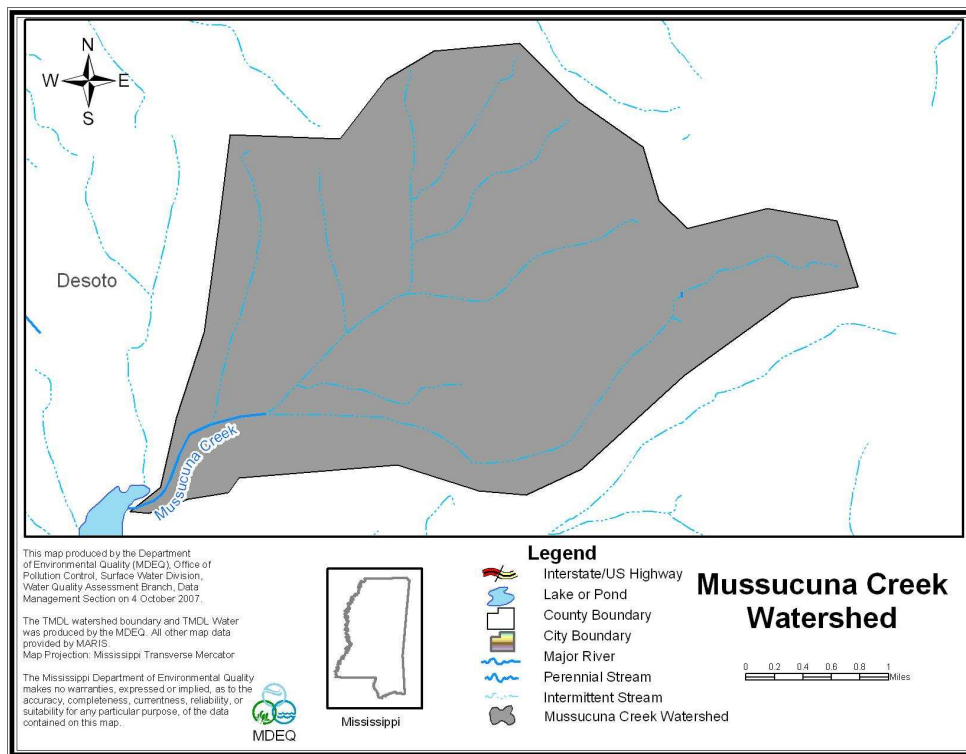 N
W E
S
Desoto
Mussucuna Creek
This map produced by the Department
of Environmental Quality (MDEQ), Office of
Pollution Control, Surface Water Division,
Water Quality Assessment Branch, Data
Management Section on 4 October 2007.
The TMDL watershed boundary and TMDL Water
was produced by the MDEQ. All other map data
provided by MARIS.
Map Projection: Mississippi Transverse Mercator
The Mississippi Department of Environmental Quality
makes no warranties, expressed or implied, as to the
accuracy, completeness, currentness, reliability, or
suitability for any particular purpose, of the data
contained on this map.
MDEQ
Mississippi
Legend
Interstate/US Highway
Lake or Pond
County Boundary
City Boundary
Major River
Perennial Stream
Intermittent Stream
Mussucuna Creek Watershed
Mussucuna Creek
Watershed
0 0.2 0.4 0.6 0.8 1
Miles